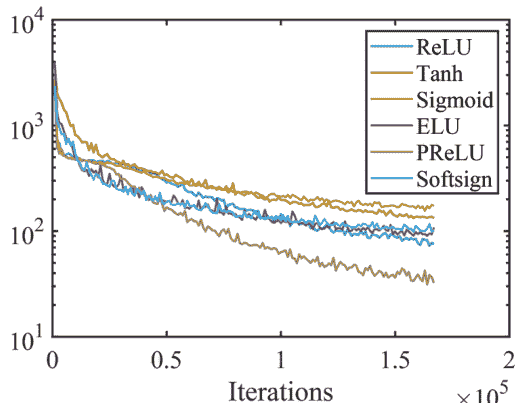 10^4
10^3
10^2
10^1
ReLU
Tanh
Sigmoid
ELU
PReLU
Softsign
0 0.5 1 1.5 2
Iterations ×10^5